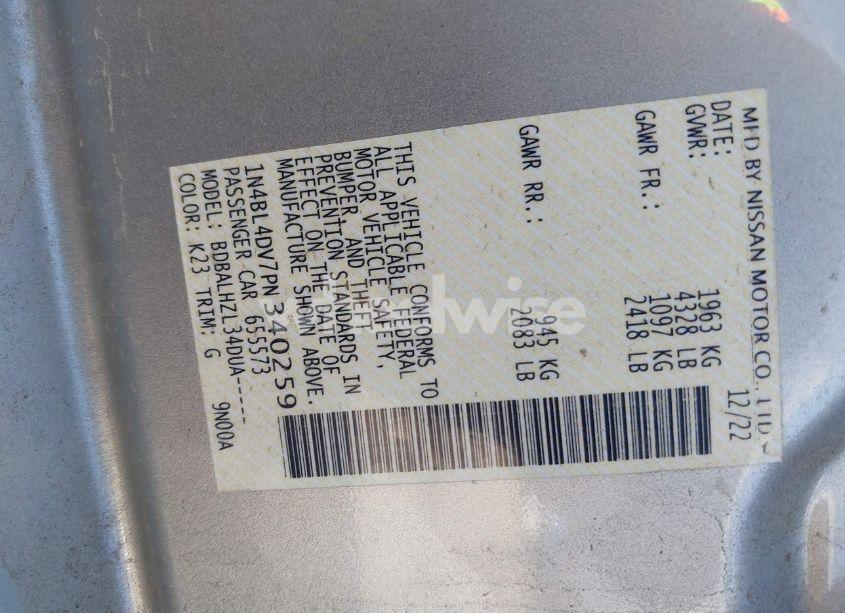 MFD BY NISSAN MOTOR CO., LTD.
DATE: 12/22
GVWR: 1963 KG
4328 LB
GAWR FR.: 1097 KG
2418 LB
GAWR RR.: 945 KG
2083 LB
THIS VEHICLE CONFORMS TO
ALL APPLICABLE FEDERAL
MOTOR VEHICLE SAFETY,
BUMPER, AND THEFT
PREVENTION STANDARDS IN
EFFECT ON THE DATE OF
MANUFACTURE SHOWN ABOVE.
1N4BL4DV7PN340259
PASSENGER CAR 655573
MODEL: BDBALHZL34DUA-----
COLOR: K23 TRIM: G 9N00A